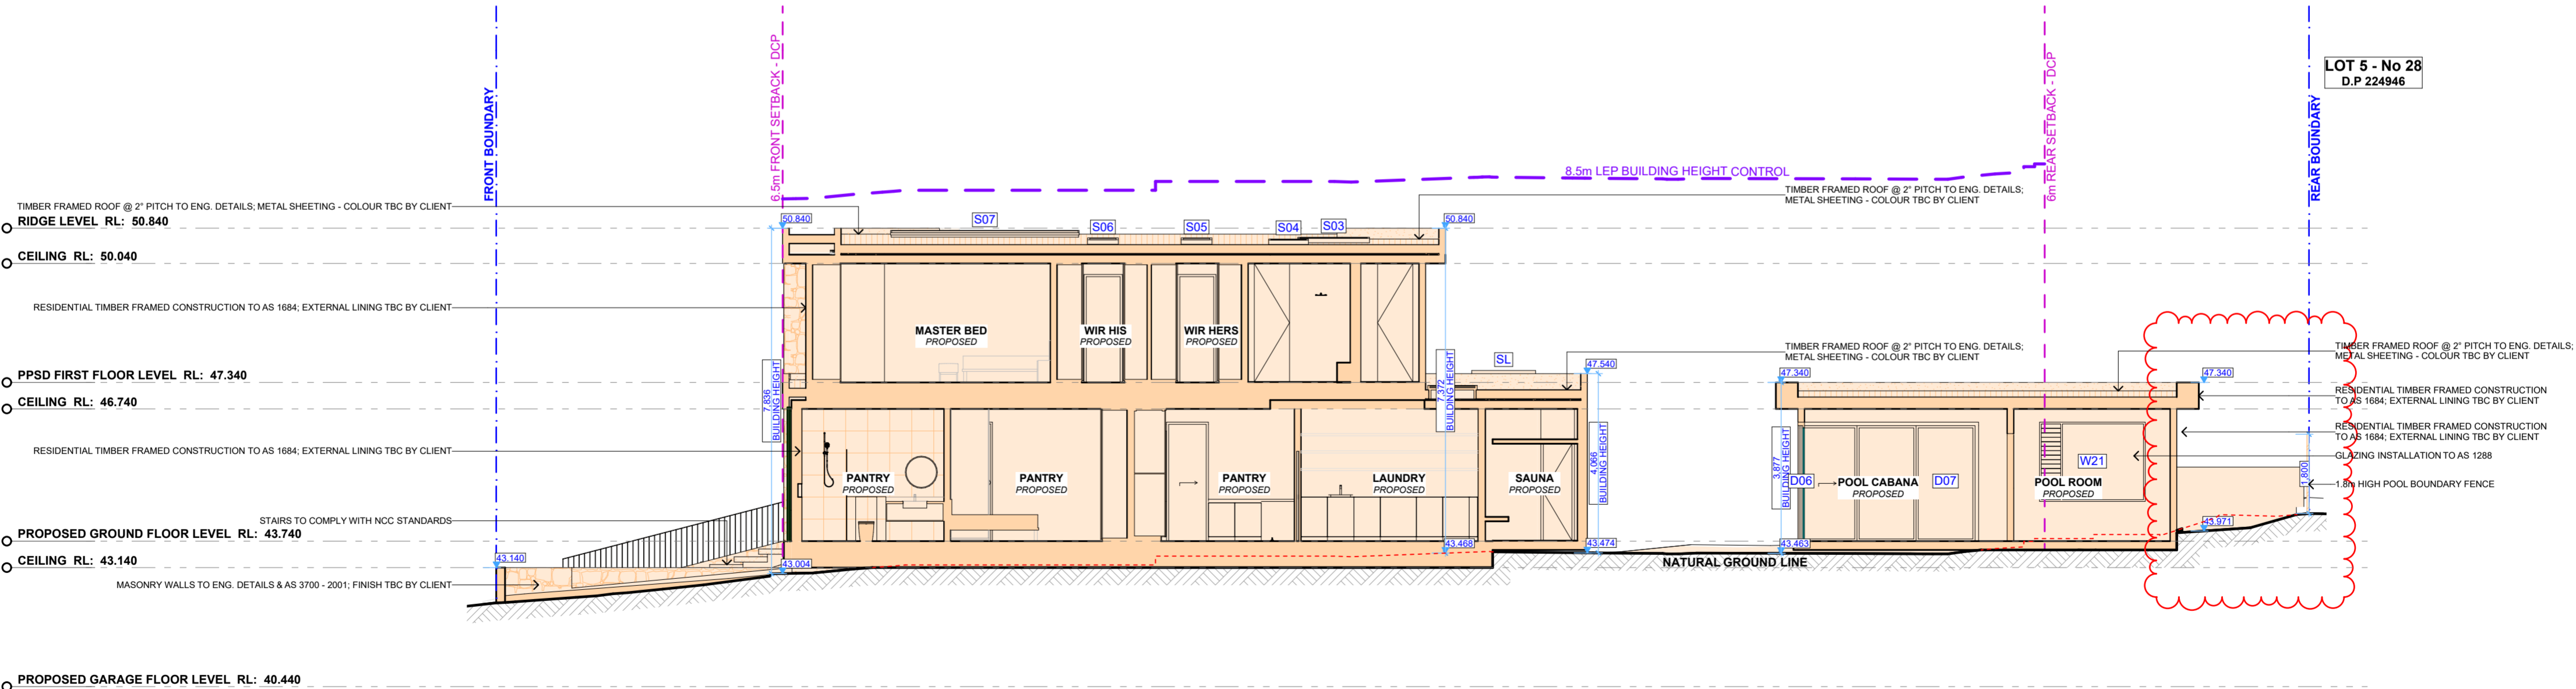 FRONT BOUNDARY
6.5m FRONT SETBACK - DCP
8.5m LEP BUILDING HEIGHT CONTROL
6m REAR SETBACK - DCP
REAR BOUNDARY
LOT 5 - No 28
D.P 224946
TIMBER FRAMED ROOF @ 2° PITCH TO ENG. DETAILS; METAL SHEETING - COLOUR TBC BY CLIENT
RIDGE LEVEL RL: 50.840
CEILING RL: 50.040
RESIDENTIAL TIMBER FRAMED CONSTRUCTION TO AS 1684; EXTERNAL LINING TBC BY CLIENT
PPSD FIRST FLOOR LEVEL RL: 47.340
CEILING RL: 46.740
RESIDENTIAL TIMBER FRAMED CONSTRUCTION TO AS 1684; EXTERNAL LINING TBC BY CLIENT
STAIRS TO COMPLY WITH NCC STANDARDS
PROPOSED GROUND FLOOR LEVEL RL: 43.740
CEILING RL: 43.140
MASONRY WALLS TO ENG. DETAILS & AS 3700 - 2001; FINISH TBC BY CLIENT
PROPOSED GARAGE FLOOR LEVEL RL: 40.440
43.140
50.840
S07
S06
S05
S04
S03
50.840
TIMBER FRAMED ROOF @ 2° PITCH TO ENG. DETAILS;
METAL SHEETING - COLOUR TBC BY CLIENT
MASTER BED
PROPOSED
WIR HIS
PROPOSED
WIR HERS
PROPOSED
7,836
BUILDING HEIGHT
7,372
BUILDING HEIGHT
SL
47.540
TIMBER FRAMED ROOF @ 2° PITCH TO ENG. DETAILS;
METAL SHEETING - COLOUR TBC BY CLIENT
PANTRY
PROPOSED
PANTRY
PROPOSED
PANTRY
PROPOSED
LAUNDRY
PROPOSED
SAUNA
PROPOSED
4,066
BUILDING HEIGHT
43.004
43.468
43.474
NATURAL GROUND LINE
47.340
3,877
BUILDING HEIGHT
43.463
D06
POOL CABANA
PROPOSED
D07
POOL ROOM
PROPOSED
W21
47.340
43.971
1,800
TIMBER FRAMED ROOF @ 2° PITCH TO ENG. DETAILS;
METAL SHEETING - COLOUR TBC BY CLIENT
RESIDENTIAL TIMBER FRAMED CONSTRUCTION
TO AS 1684; EXTERNAL LINING TBC BY CLIENT
RESIDENTIAL TIMBER FRAMED CONSTRUCTION
TO AS 1684; EXTERNAL LINING TBC BY CLIENT
GLAZING INSTALLATION TO AS 1288
1.8m HIGH POOL BOUNDARY FENCE